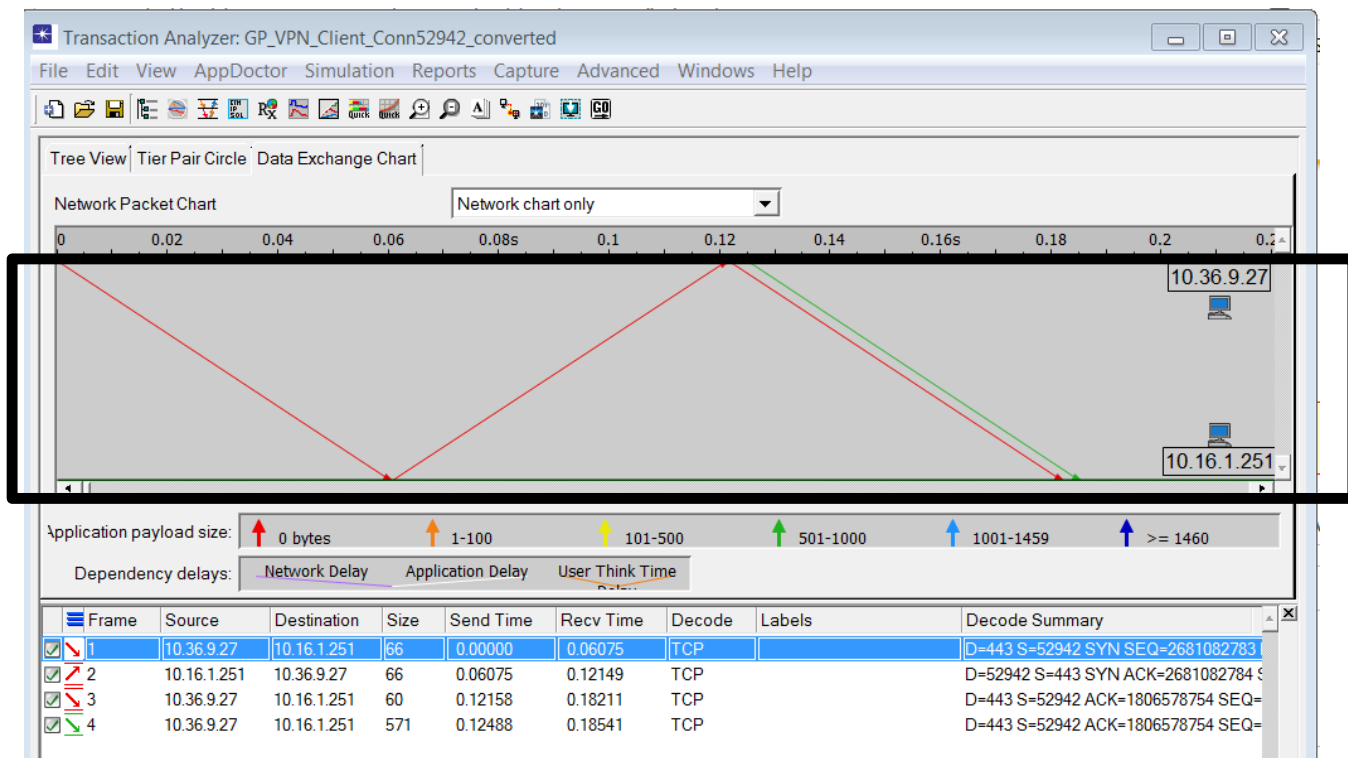 Transaction Analyzer: GP_VPN_Client_Conn52942_converted
File Edit View AppDoctor Simulation Reports Capture Advanced Windows Help
Tree View Tier Pair Circle Data Exchange Chart
Network Packet Chart Network chart only
0 0.02 0.04 0.06 0.08s 0.1 0.12 0.14 0.16s 0.18 0.2
10.36.9.27
10.16.1.251
Application payload size: 0 bytes 1-100 101-500 501-1000 1001-1459 >= 1460
Dependency delays: Network Delay Application Delay User Think Time
Frame Source Destination Size Send Time Recv Time Decode Labels Decode Summary
1 10.36.9.27 10.16.1.251 66 0.00000 0.06075 TCP D=443 S=52942 SYN SEQ=2681082783
2 10.16.1.251 10.36.9.27 66 0.06075 0.12149 TCP D=52942 S=443 SYN ACK=2681082784
3 10.36.9.27 10.16.1.251 60 0.12158 0.18211 TCP D=443 S=52942 ACK=1806578754 SEQ=
4 10.36.9.27 10.16.1.251 571 0.12488 0.18541 TCP D=443 S=52942 ACK=1806578754 SEQ=